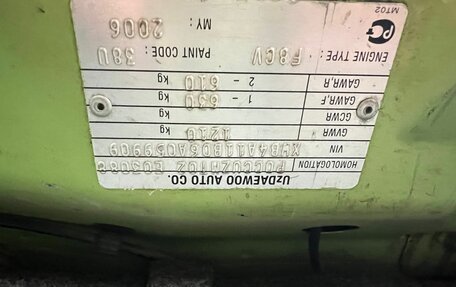 UzDAEWOO AUTO CO.
HOMOLOGATION
VIN XWB4A11BD6A
GVWR 1210 kg
GCWR kg
GAWR,F 1 - 630 kg
GAWR,R 2 - 610 kg
ENGINE TYPE: F8CV PAINT CODE: 38U MY: 2006
MT02